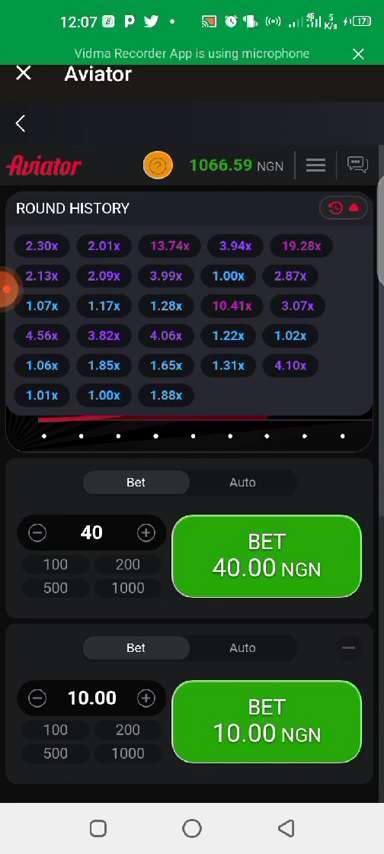 12:07
17
Vidma Recorder App is using microphone
Aviator
Aviator 1066.59 NGN
ROUND HISTORY
2.30x 2.01x 13.74x 3.94x 19.28x
2.13x 2.09x 3.99x 1.00x 2.87x
1.07x 1.17x 1.28x 10.41x 3.07x
4.56x 3.82x 4.06x 1.22x 1.02x
1.06x 1.85x 1.65x 1.31x 4.10x
1.01x 1.00x 1.88x
Bet Auto
40
100 200
500 1000
BET
40.00 NGN
Bet Auto
10.00
100 200
500 1000
BET
10.00 NGN